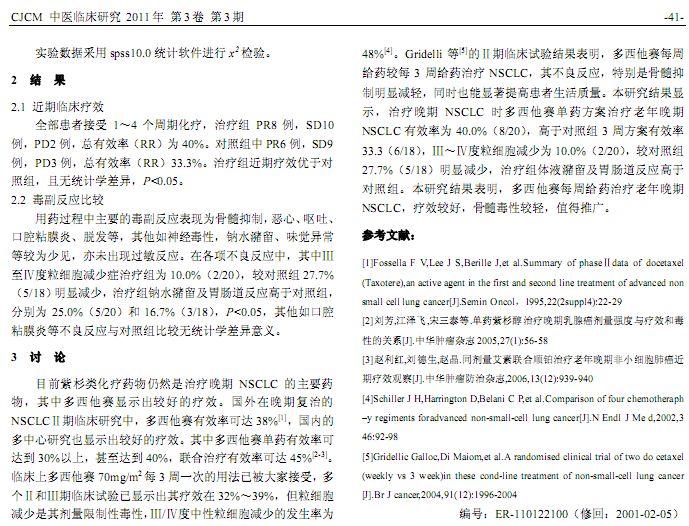 CJCM 中医临床研究 2011年 第3卷 第3期 -41-
实验数据采用 spss10.0 统计软件进行 x² 检验。
2 结 果
2.1 近期临床疗效
全部患者接受 1～4 个周期化疗，治疗组 PR8 例，SD10
例，PD2 例，总有效率（RR）为 40%。对照组中 PR6 例，SD9
例，PD3 例，总有效率（RR）33.3%。治疗组近期疗效优于对
照组，且无统计学差异，P<0.05。
2.2 毒副反应比较
用药过程中主要的毒副反应表现为骨髓抑制，恶心、呕吐、
口腔粘膜炎、脱发等，其他如神经毒性，钠水潴留、味觉异常
等较为少见，亦未出现过敏反应。在各项不良反应中，其中Ⅲ
至Ⅳ度粒细胞减少症治疗组为 10.0%（2/20），较对照组 27.7%
（5/18）明显减少，治疗组钠水潴留及胃肠道反应高于对照组，
分别为 25.0%（5/20）和 16.7%（3/18），P<0.05，其他如口腔
粘膜炎等不良反应与对照组比较无统计学差异意义。
3 讨 论
目前紫杉类化疗药物仍然是治疗晚期 NSCLC 的主要药
物，其中多西他赛显示出较好的疗效。国外在晚期复治的
NSCLCⅡ期临床研究中，多西他赛有效率可达 38%[1]，国内的
多中心研究也显示出较好的疗效。其中多西他赛单药有效率可
达到 30%以上，甚至达到 40%，联合治疗有效率可达 45%[2-3]。
临床上多西他赛 70mg/m² 每 3 周一次的用法已被大家接受，多
个Ⅱ和Ⅲ期临床试验已显示出其疗效在 32%～39%，但粒细胞
减少是其剂量限制性毒性，Ⅲ/Ⅳ度中性粒细胞减少的发生率为
48%[4]。Gridelli 等[5]的Ⅱ期临床试验结果表明，多西他赛每周
给药较每 3 周给药治疗 NSCLC，其不良反应，特别是骨髓抑
制明显减轻，同时也能显著提高患者生活质量。本研究结果显
示，治疗晚期 NSCLC 时多西他赛单药方案治疗老年晚期
NSCLC 有效率为 40.0%（8/20），高于对照组 3 周方案有效率
33.3（6/18），Ⅲ～Ⅳ度粒细胞减少为 10.0%（2/20），较对照组
27.7%（5/18）明显减少，治疗组体液潴留及胃肠道反应高于
对照组。本研究结果表明，多西他赛每周给药治疗老年晚期
NSCLC，疗效较好，骨髓毒性较轻，值得推广。
参考文献：
[1]Fossella F V,Lee J S,Berille J,et al.Summary of phaseⅡdata of docetaxel
(Taxotere),an active agent in the first and second line treatment of advanced non
small cell lung cancer[J].Semin Oncol，1995,22(2suppl4):22-29
[2]刘芳,江泽飞,宋三泰等.单药紫杉醇治疗晚期乳腺癌剂量强度与疗效和毒
性的关系[J].中华肿瘤杂志 2005,27(1):56-58
[3]赵利红,刘德生,赵晶.同剂量艾素联合顺铂治疗老年晚期非小细胞肺癌近
期疗效观察[J].中华肿瘤防治杂志,2006,13(12):939-940
[4]Schiller J H,Harrington D,Belani C P,et al.Comparison of four chemotheraph
–y regiments foradvanced non-small-cell lung cancer[J].N Endl J Me d,2002,3
46:92-98
[5]Gridellic Galloc,Di Maiom,et al.A randomised clinical trial of two do cetaxel
(weekly vs 3 week)in these cond-line treatment of non-small-cell lung cancer
[J].Br J cancer,2004,91(12):1996-2004
编号：ER-110122100（修回：2001-02-05）